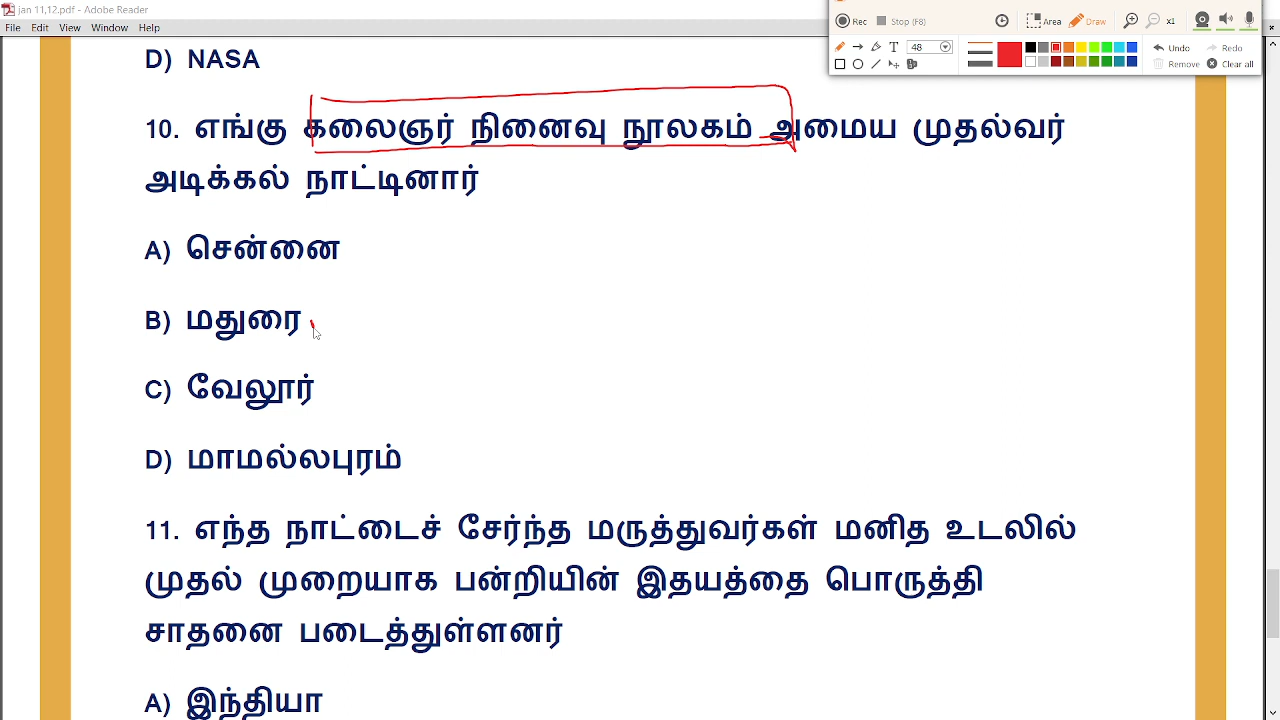 jan 11,12.pdf - Adobe Reader
File Edit View Window Help
Rec Stop (F8) Area Draw x1
T 48 Undo Redo
Remove Clear all
D) NASA
10. எங்கு கலைஞர் நினைவு நூலகம் அமைய முதல்வர்
அடிக்கல் நாட்டினார்
A) சென்னை
B) மதுரை
C) வேலூர்
D) மாமல்லபுரம்
11. எந்த நாட்டைச் சேர்ந்த மருத்துவர்கள் மனித உடலில்
முதல் முறையாக பன்றியின் இதயத்தை பொருத்தி
சாதனை படைத்துள்ளனர்
A) இந்தியா